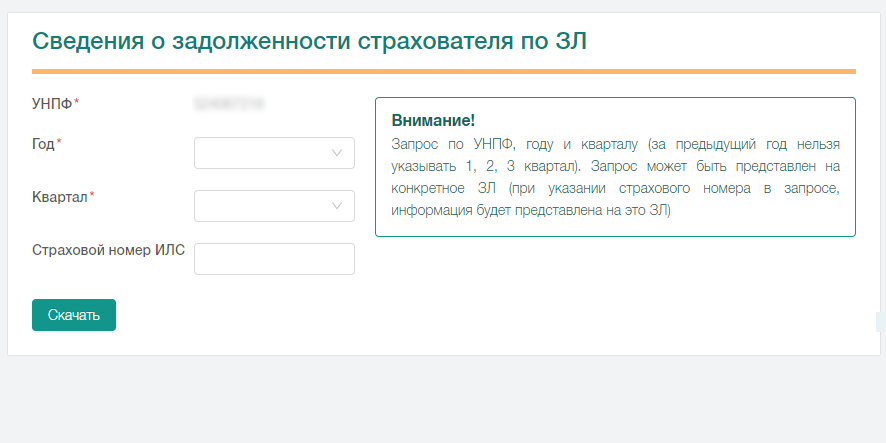 Сведения о задолженности страхователя по ЗЛ
УНПФ*
Год*
Квартал*
Страховой номер ИЛС
Скачать
Внимание!
Запрос по УНПФ, году и кварталу (за предыдущий год нельзя
указывать 1, 2, 3 квартал). Запрос может быть представлен на
конкретное ЗЛ (при указании страхового номера в запросе,
информация будет представлена на это ЗЛ)